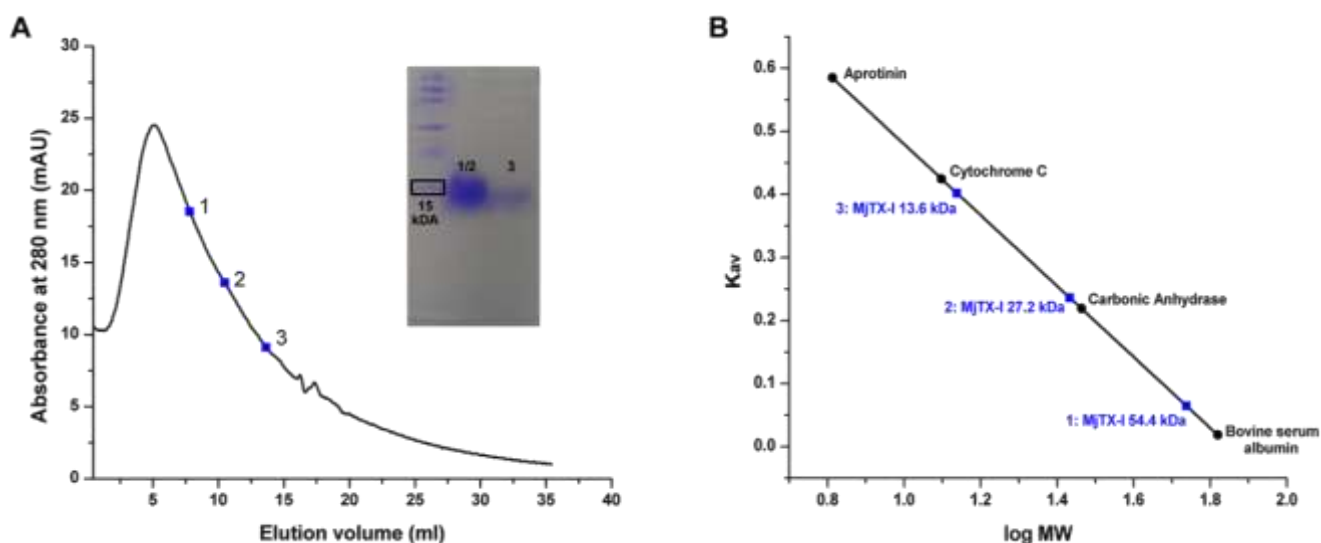 A
30
25
20
15
10
5
0
Absorbance at 280 nm (mAU)
1
2
3
1/2 3
15
kDA
5 10 15 20 25 30 35 40
Elution volume (ml)
B
0.6
0.5
0.4
0.3
0.2
0.1
0.0
Kav
Aprotinin
Cytochrome C
3: MjTX-I 13.6 kDa
Carbonic Anhydrase
2: MjTX-I 27.2 kDa
1: MjTX-I 54.4 kDa
Bovine serum
albumin
0.8 1.0 1.2 1.4 1.6 1.8 2.0
log MW